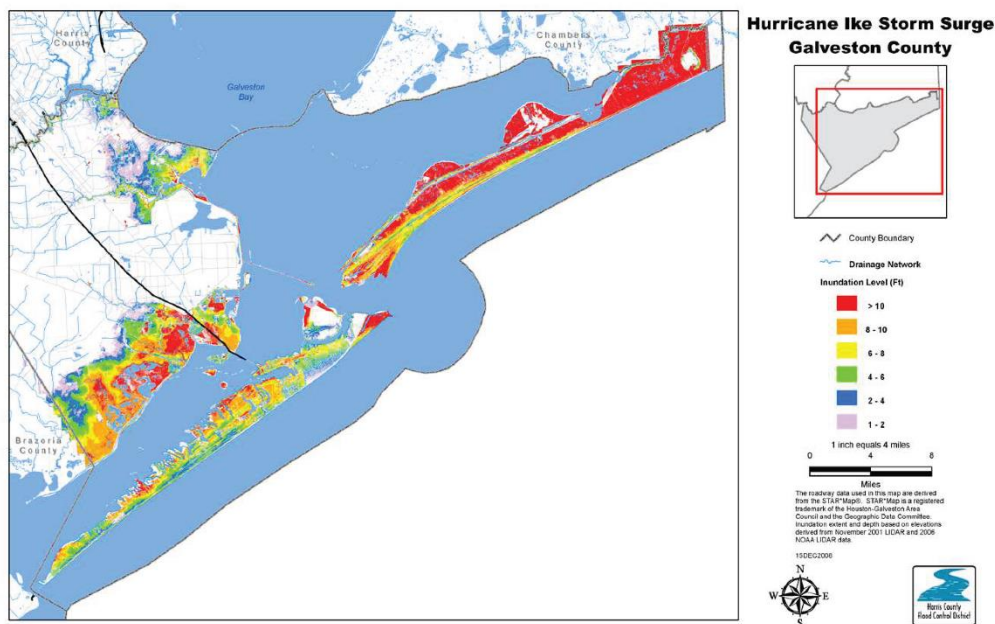 Hurricane Ike Storm Surge
Galveston County
Harris
County
Chambers
County
Galveston
Bay
Brazoria
County
County Boundary
Drainage Network
Inundation Level (Ft)
> 10
8 - 10
6 - 8
4 - 6
2 - 4
1 - 2
1 inch equals 4 miles
0 4 8
Miles
The roadway data used in this map are derived
from the STAR*Map®. STAR*Map is a registered
trademark of the Houston-Galveston Area
Council and the Geographic Data Committee.
Inundation extent and depth based on elevations
derived from November 2001 LIDAR and 2006
NOAA LIDAR data.
N
W E
S
Harris County
Flood Control District